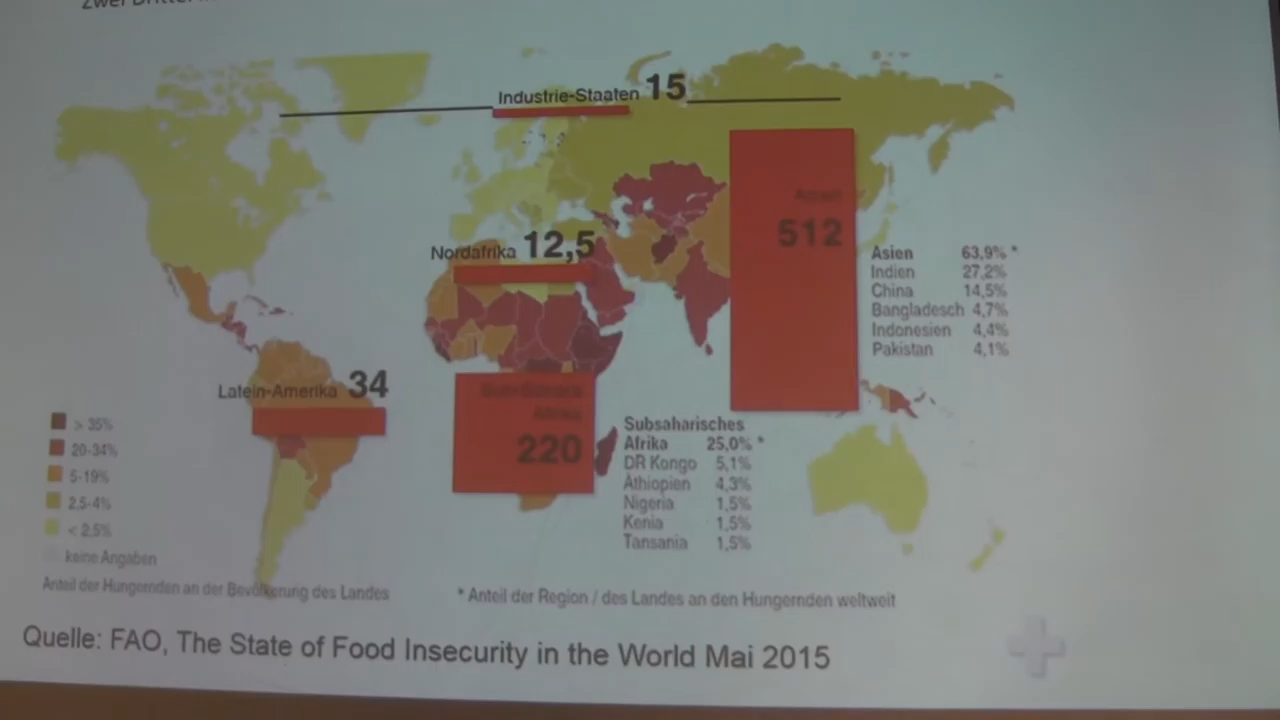 Industrie-Staaten 15
Nordafrika 12,5
512
Asien 63,9% *
Indien 27,2%
China 14,5%
Bangladesch 4,7%
Indonesien 4,4%
Pakistan 4,1%
Latein-Amerika 34
220
Subsaharisches
Afrika 25,0% *
DR Kongo 5,1%
Äthiopien 4,3%
Nigeria 1,5%
Kenia 1,5%
Tansania 1,5%
> 35%
20-34%
5-19%
2,5-4%
< 2,5%
keine Angaben
Anteil der Hungernden an der Bevölkerung des Landes
* Anteil der Region / des Landes an den Hungernden weltweit
Quelle: FAO, The State of Food Insecurity in the World Mai 2015